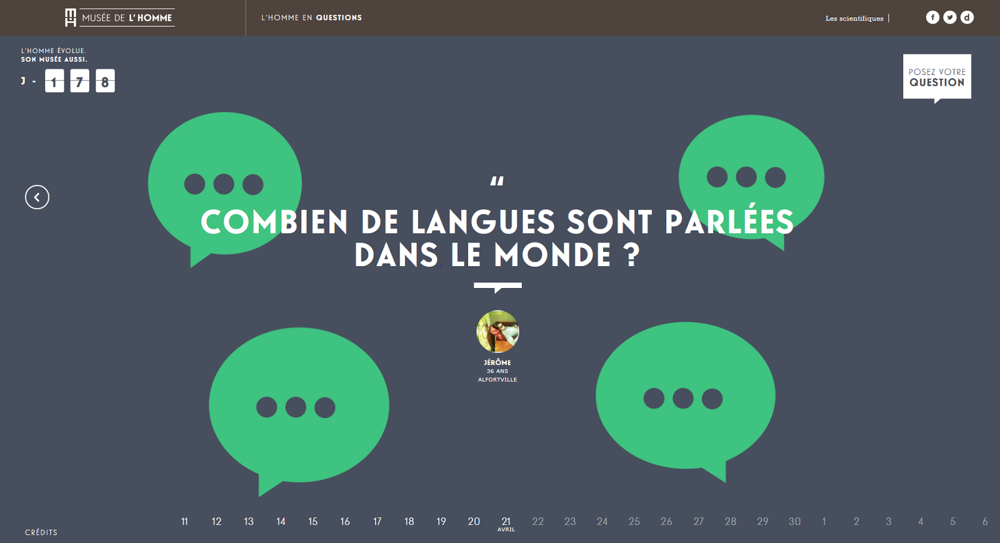 MUSÉE DE L'HOMME
L'HOMME EN QUESTIONS
Les scientifiques
L'HOMME ÉVOLUE.
SON MUSÉE AUSSI.
J - 1 7 8
POSEZ VOTRE
QUESTION
“
COMBIEN DE LANGUES SONT PARLÉES
DANS LE MONDE ?
JÉRÔME
36 ANS
ALFORTVILLE
11 12 13 14 15 16 17 18 19 20 21 22 23 24 25 26 27 28 29 30 1 2 3 4 5 6
AVRIL
CRÉDITS